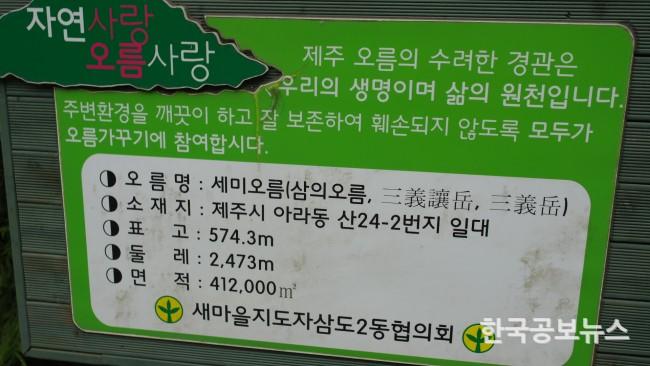 자연사랑
오름사랑
제주 오름의 수려한 경관은
우리의 생명이며 삶의 원천입니다.
주변환경을 깨끗이 하고 잘 보존하여 훼손되지 않도록 모두가
오름가꾸기에 참여합시다.
오 름 명 : 세미오름(삼의오름, 三義讓岳, 三義岳)
소 재 지 : 제주시 아라동 산24-2번지 일대
표 고 : 574.3m
둘 레 : 2,473m
면 적 : 412,000㎡
새마을지도자삼도2동협의회
한국공보뉴스